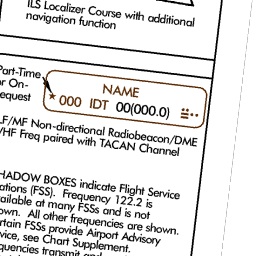 ILS Localizer Course with additional
navigation function
Part-Time
or On-
equest
NAME
* 000 IDT 00(000.0)
LF/MF Non-directional Radiobeacon/DME
VHF Freq paired with TACAN Channel
HADOW BOXES indicate Flight Service
ations (FSS). Frequency 122.2 is
ailable at many FSSs and is not
own. All other frequencies are shown.
rtain FSSs provide Airport Advisory
vice, see Chart Supplement.
quencies transmit and